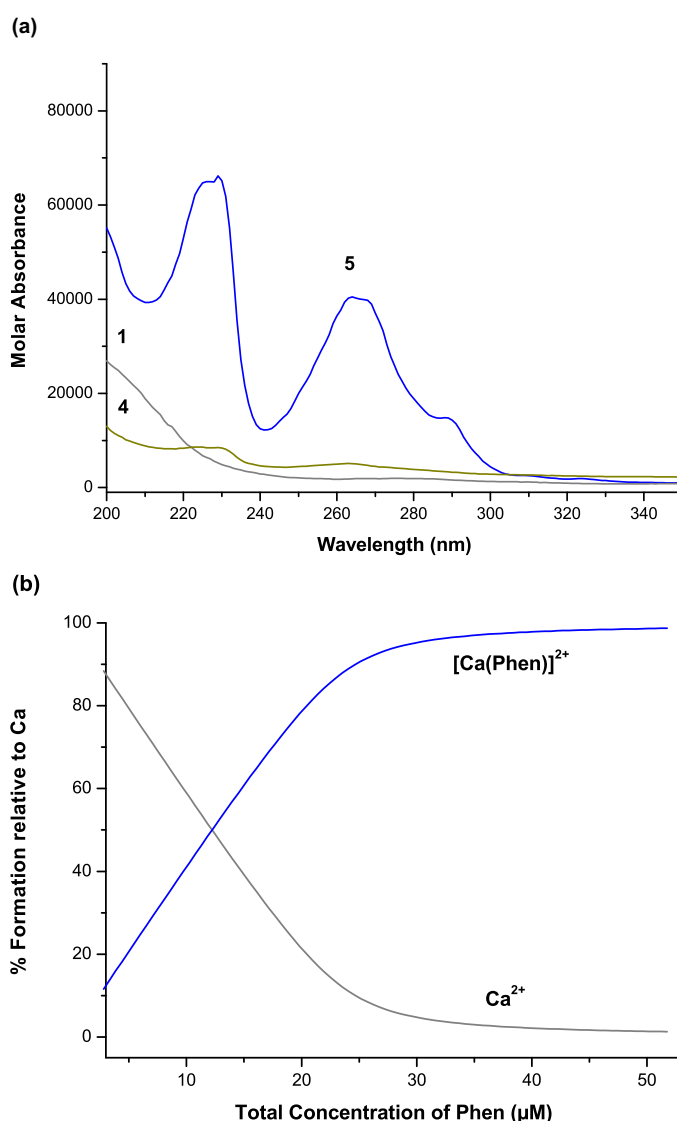 (a)
80000
60000
40000
20000
0
Molar Absorbance
5
1
4
200 220 240 260 280 300 320 340
Wavelength (nm)
(b)
100
80
60
40
20
0
% Formation relative to Ca
[Ca(Phen)]²⁺
Ca²⁺
10 20 30 40 50
Total Concentration of Phen (µM)